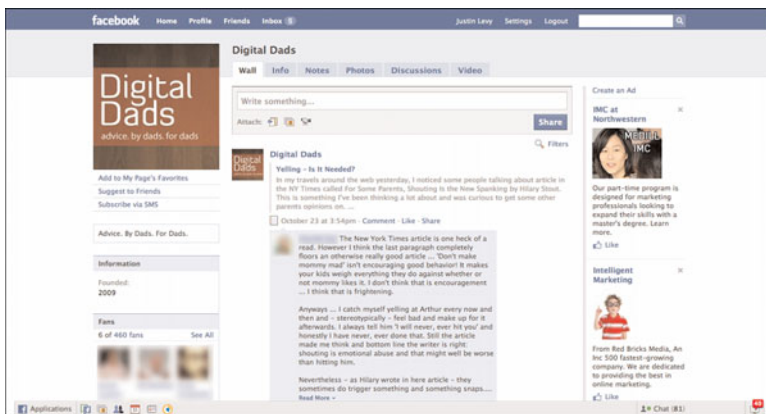 facebook Home Profile Friends Inbox 5 Justin Levy Settings Logout
Digital Dads
advice. by dads. for dads
Add to My Page's Favorites
Suggest to Friends
Subscribe via SMS
Advice. By Dads. For Dads.
Information
Founded:
2009
Fans
6 of 460 fans See All
Digital Dads
Wall Info Notes Photos Discussions Video
Write something...
Attach:
Share
Filters
Digital Dads
Digital Dads
Yelling - Is It Needed?
In my travels around the web yesterday, I noticed some people talking about article in
the NY Times called For Some Parents, Shouting Is the New Spanking by Hilary Stout.
This is something I've been thinking a lot about and was curious to get some other
parents opinions on. ...
October 23 at 3:54pm · Comment · Like · Share
The New York Times article is one heck of a
read. However I think the last paragraph completely
floors an otherwise really good article ... 'Don't make
mommy mad' isn't encouraging good behavior! It makes
your kids weigh everything they do against whether or
not mommy likes it. I don't think that is encouragement
... I think that is frightening.
Anyways ... I catch myself yelling at Arthur every now and
then and - stereotypically - feel bad and make up for it
afterwards. I always tell him 'I will never, ever hit you' and
honestly I have never, ever done that. Still the article
made me think and bottom line the writer is right
shouting is emotional abuse and that might well be worse
than hitting him.
Nevertheless - as Hilary wrote in here article - they
sometimes do trigger something and something snaps....
Read More
Create an Ad
IMC at
Northwestern
MEDILL
IMC
Our part-time program is
designed for marketing
professionals looking to
expand their skills with a
master's degree. Learn
more.
Like
Intelligent
Marketing
From Red Bricks Media, An
Inc 500 fastest-growing
company. We are dedicated
to providing the best in
online marketing.
Like
Applications
Chat (81)